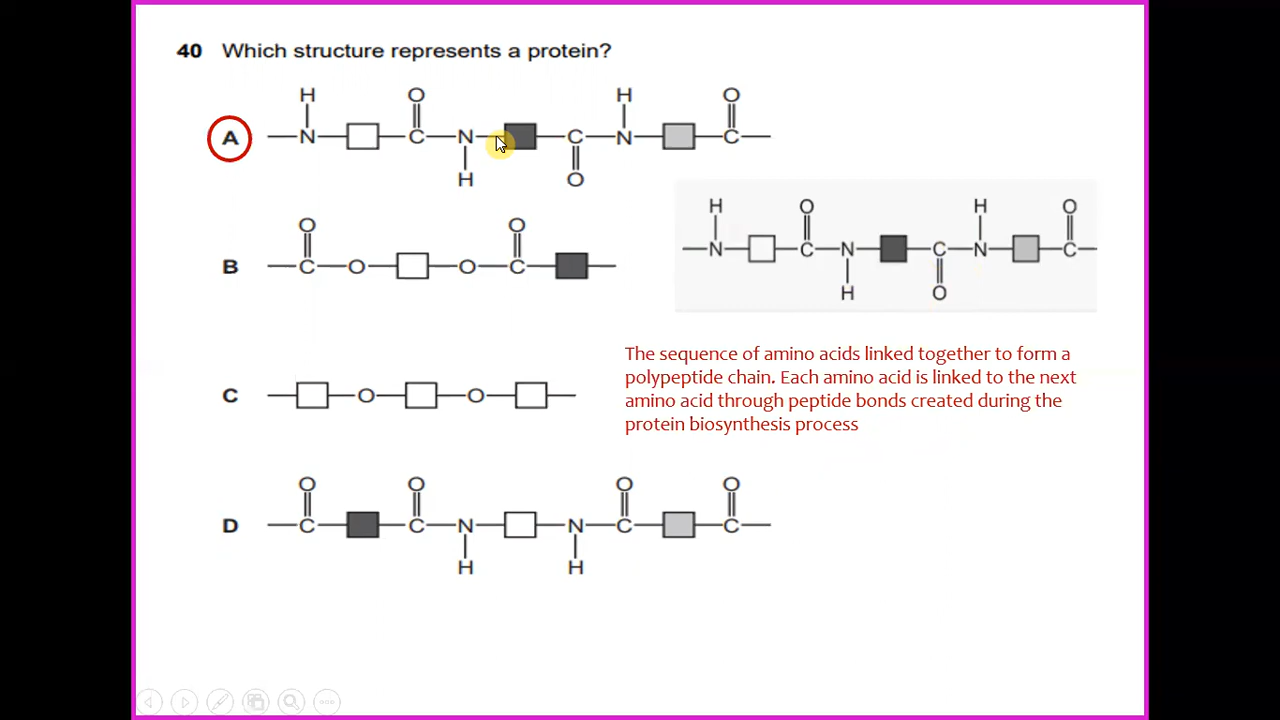 40 Which structure represents a protein?
H O H O
A N C N C N C
H O
O O
B C O O C
H O H O
N C N C N C
H O
The sequence of amino acids linked together to form a
polypeptide chain. Each amino acid is linked to the next
amino acid through peptide bonds created during the
protein biosynthesis process
C O O
O O O O
D C C N N C C
H H